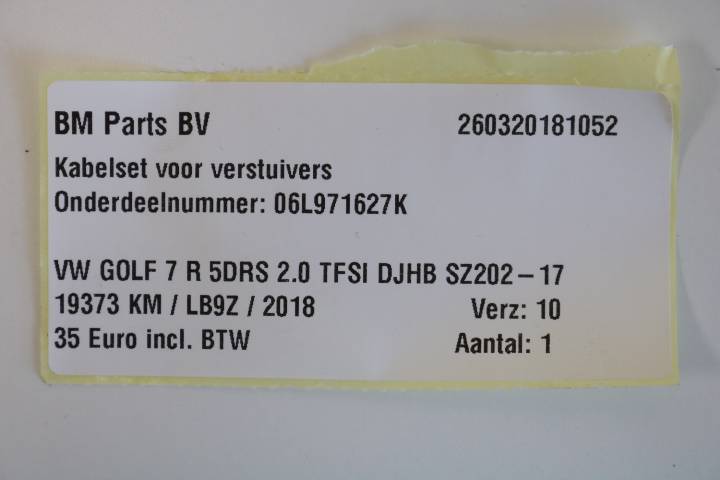 BM Parts BV 260320181052
Kabelset voor verstuivers
Onderdeelnummer: 06L971627K
VW GOLF 7 R 5DRS 2.0 TFSI DJHB SZ202-17
19373 KM / LB9Z / 2018 Verz: 10
35 Euro incl. BTW Aantal: 1